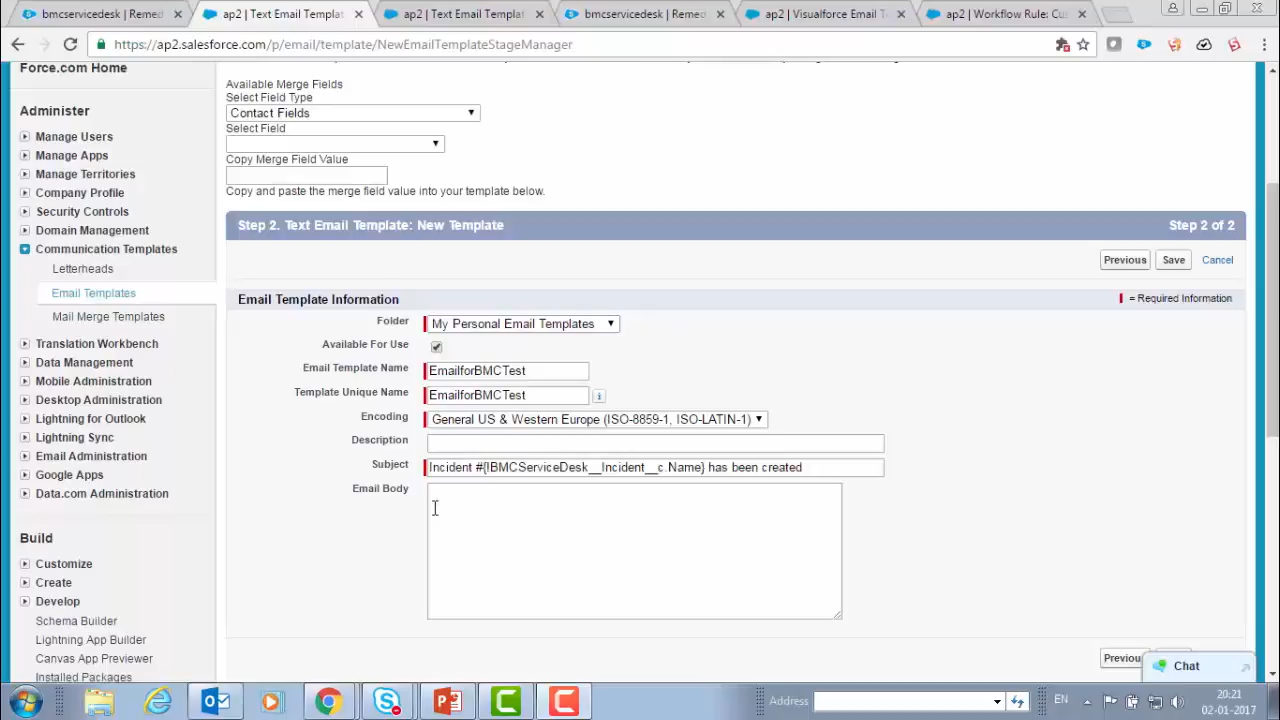 bmcservicedesk | Remed
ap2 | Text Email Templat
ap2 | Text Email Templat
bmcservicedesk | Remed
ap2 | Visualforce Email T
ap2 | Workflow Rule: Cus
https://ap2.salesforce.com/p/email/template/NewEmailTemplateStageManager
Force.com Home
Administer
Manage Users
Manage Apps
Manage Territories
Company Profile
Security Controls
Domain Management
Communication Templates
Letterheads
Email Templates
Mail Merge Templates
Translation Workbench
Data Management
Mobile Administration
Desktop Administration
Lightning for Outlook
Lightning Sync
Email Administration
Google Apps
Data.com Administration
Build
Customize
Create
Develop
Schema Builder
Lightning App Builder
Canvas App Previewer
Installed Packages
Available Merge Fields
Select Field Type
Contact Fields
Select Field
Copy Merge Field Value
Copy and paste the merge field value into your template below.
Step 2. Text Email Template: New Template
Step 2 of 2
Previous Save Cancel
Email Template Information
= Required Information
Folder My Personal Email Templates
Available For Use
Email Template Name EmailforBMCTest
Template Unique Name EmailforBMCTest
Encoding General US & Western Europe (ISO-8859-1, ISO-LATIN-1)
Description
Subject Incident #{!BMCServiceDesk__Incident__c.Name} has been created
Email Body
Previou
Chat
Address
EN
20:21
02-01-2017